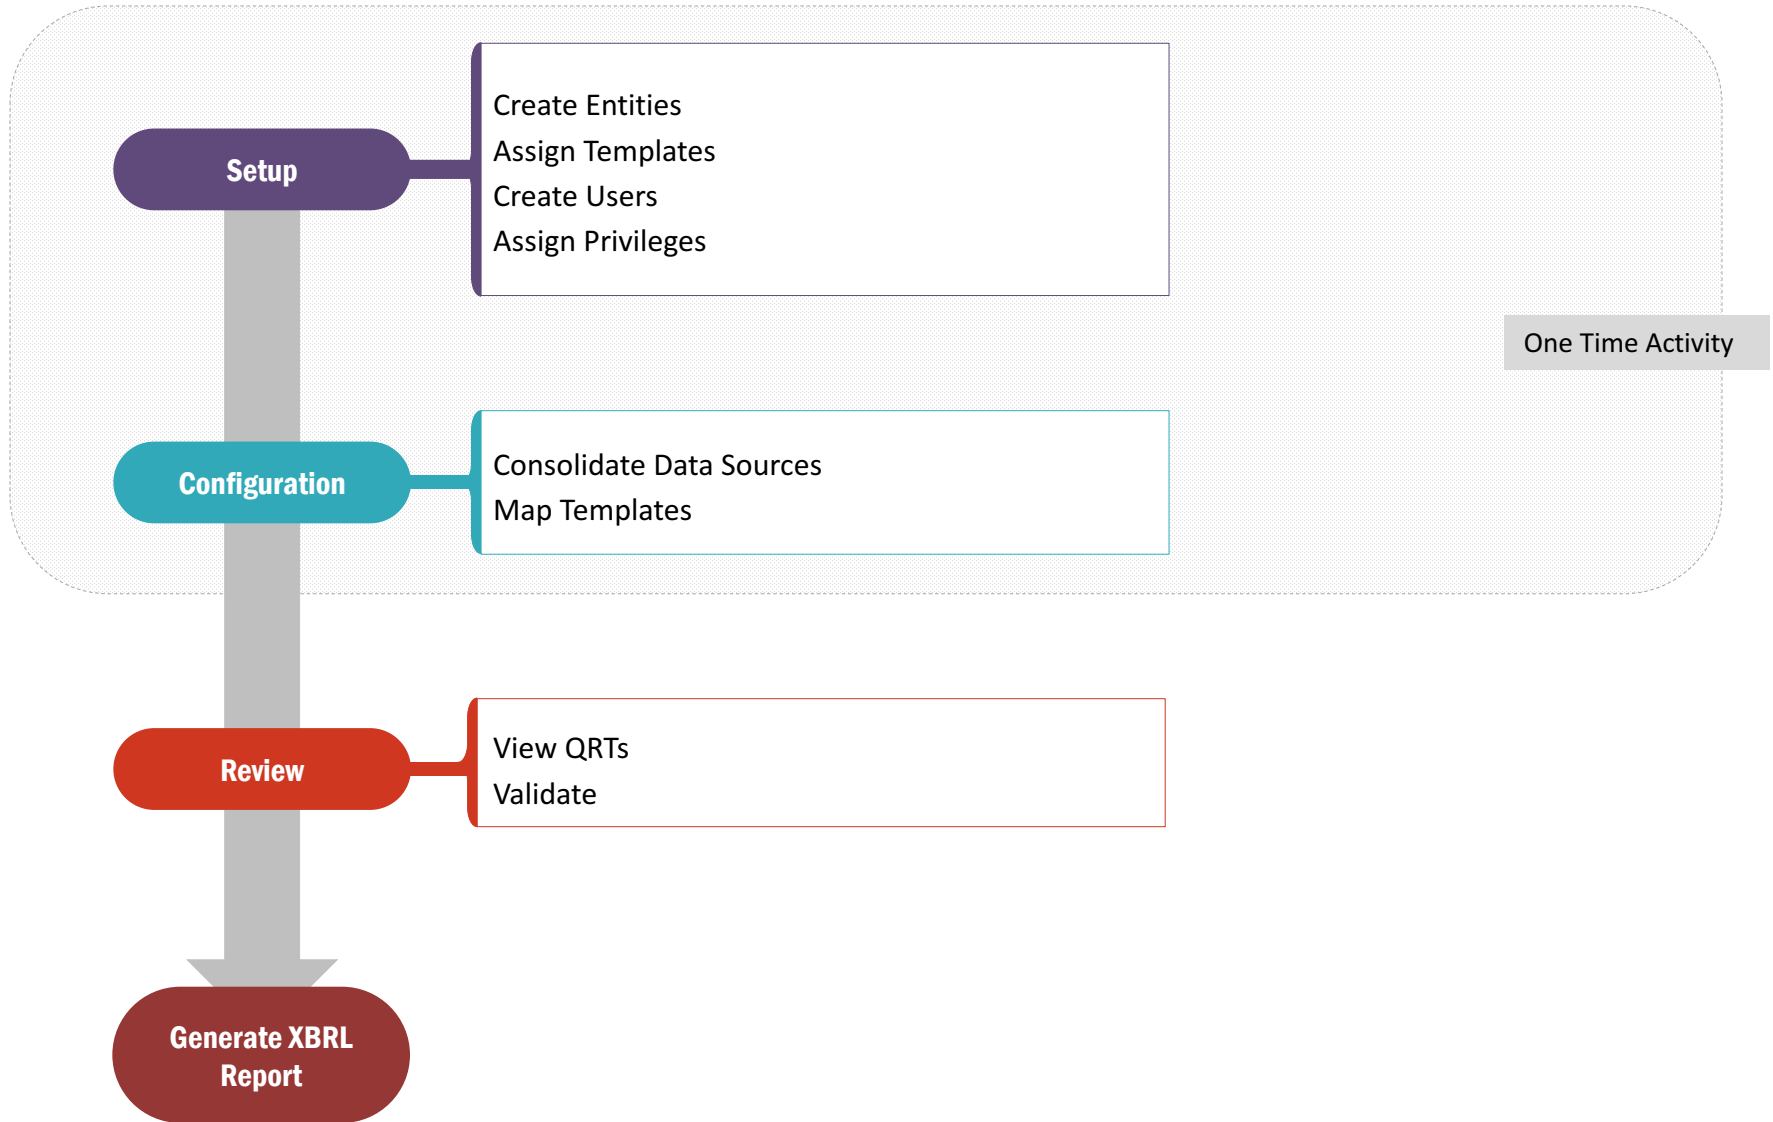 Setup
Create Entities
Assign Templates
Create Users
Assign Privileges
One Time Activity
Configuration
Consolidate Data Sources
Map Templates
Review
View QRTs
Validate
Generate XBRL
Report